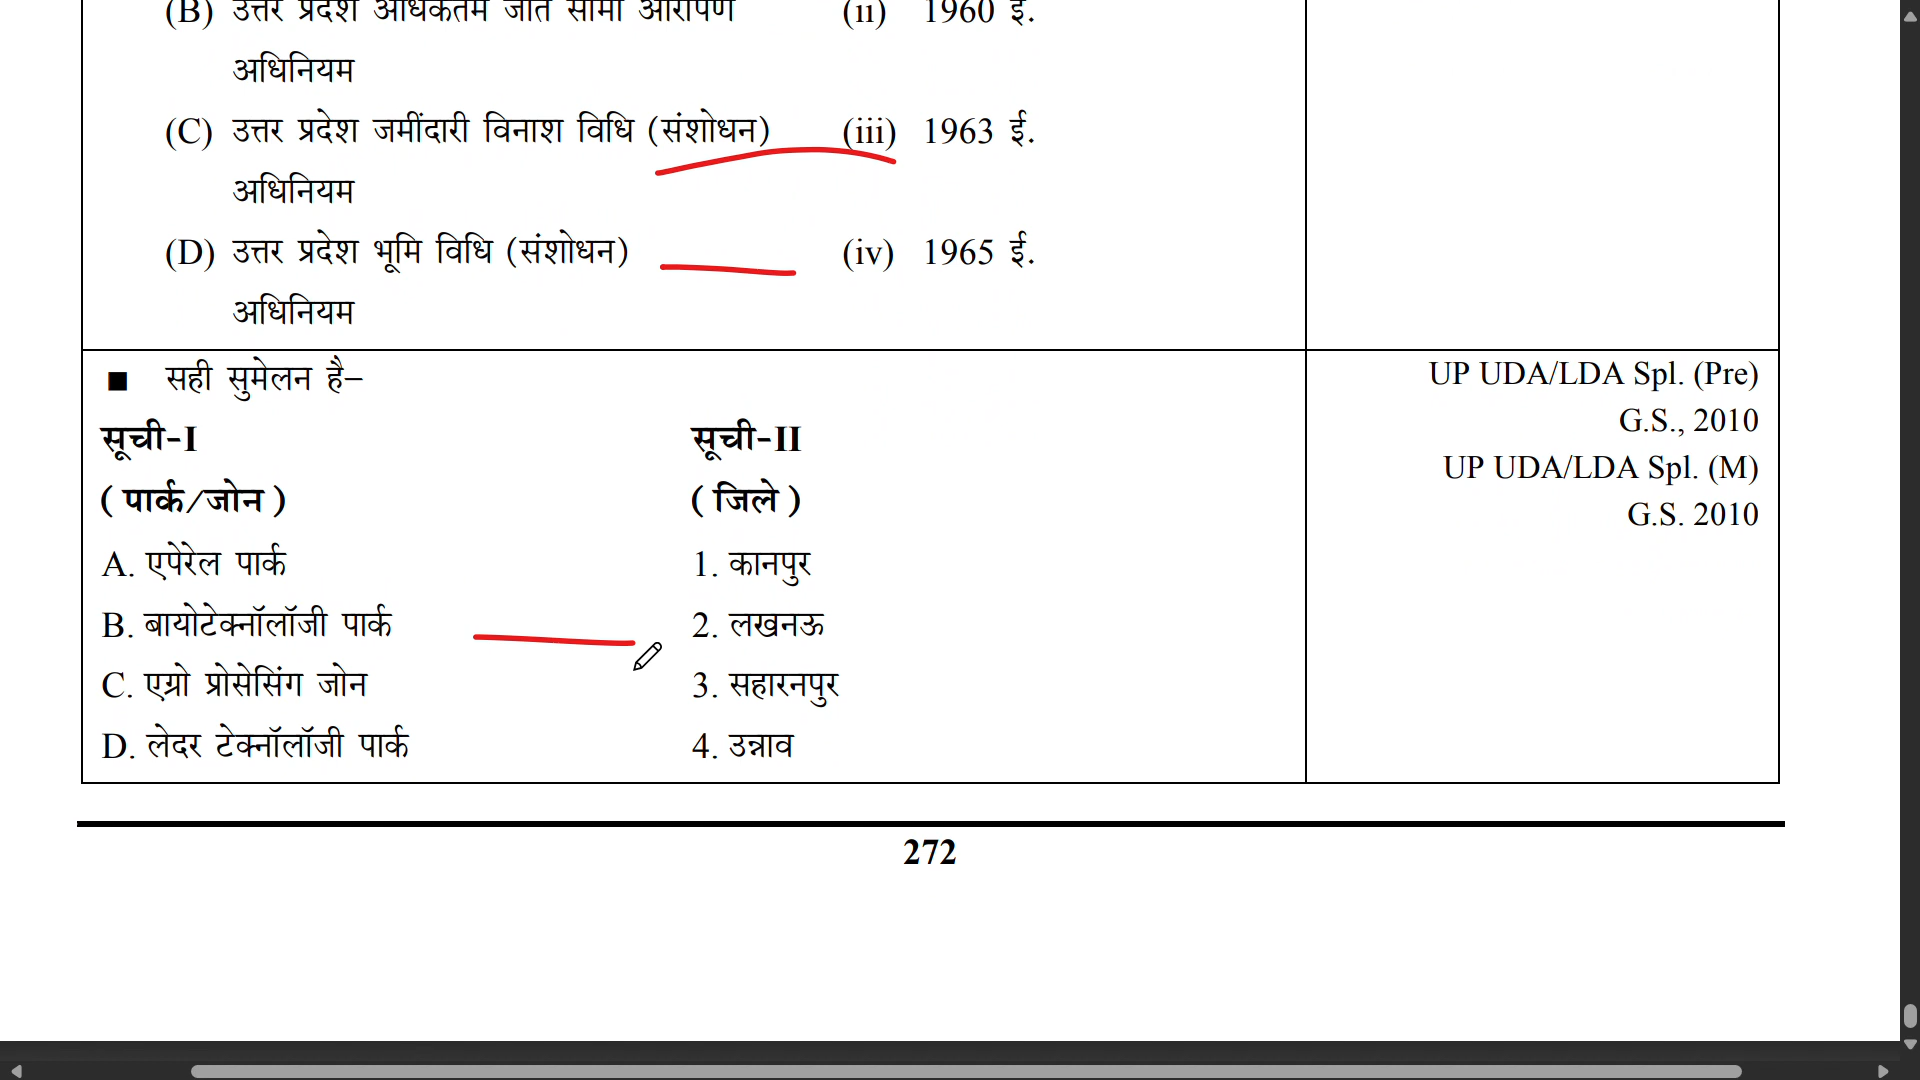 (B) उत्तर प्रदेश अधिकतम जोत सीमा आरोपण (ii) 1960 ई.
अधिनियम
(C) उत्तर प्रदेश जमींदारी विनाश विधि (संशोधन) (iii) 1963 ई.
अधिनियम
(D) उत्तर प्रदेश भूमि विधि (संशोधन) (iv) 1965 ई.
अधिनियम
■ सही सुमेलन है–
सूची-I सूची-II
( पार्क/जोन ) ( जिले )
A. एपेरेल पार्क 1. कानपुर
B. बायोटेक्नॉलॉजी पार्क 2. लखनऊ
C. एग्रो प्रोसेसिंग जोन 3. सहारनपुर
D. लेदर टेक्नॉलॉजी पार्क 4. उन्नाव
UP UDA/LDA Spl. (Pre)
G.S., 2010
UP UDA/LDA Spl. (M)
G.S. 2010
272